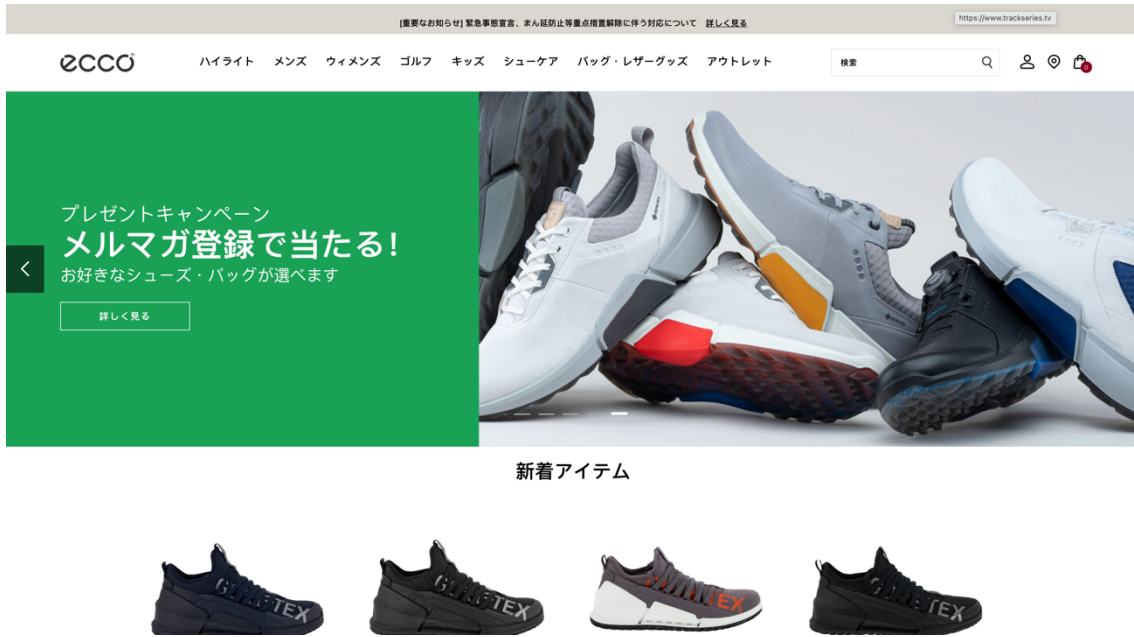 [重要なお知らせ] 緊急事態宣言、まん延防止等重点措置解除に伴う対応について 詳しく見る
https://www.trackseries.tv
ecco
ハイライト メンズ ウィメンズ ゴルフ キッズ シューケア バッグ・レザーグッズ アウトレット
検索
0
プレゼントキャンペーン
メルマガ登録で当たる!
お好きなシューズ・バッグが選べます
詳しく見る
新着アイテム